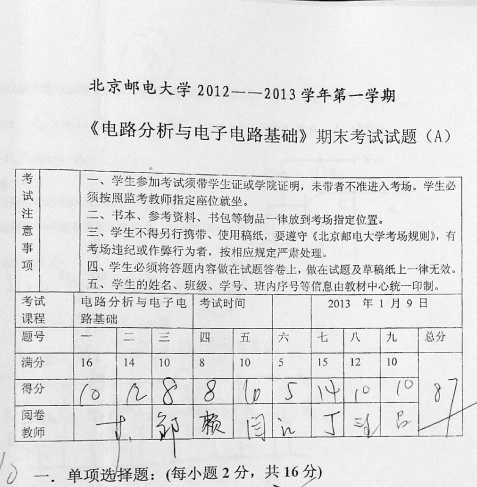 北京邮电大学2012——2013学年第一学期
《电路分析与电子电路基础》期末考试试题（A）
考试注意事项
一、学生参加考试须带学生证或学院证明，未带者不准进入考场。学生必
须按照监考教师指定座位就坐。
二、书本、参考资料、书包等物品一律放到考场指定位置。
三、学生不得另行携带、使用稿纸，要遵守《北京邮电大学考场规则》，有
考场违纪或作弊行为者，按相应规定严肃处理。
四、学生必须将答题内容做在试题答卷上，做在试题及草稿纸上一律无效。
五、学生的姓名、班级、学号、班内序号等信息由教材中心统一印制。
考试 电路分析与电子电 考试时间 2013 年 1 月 9 日
课程 路基础
题号 一 二 三 四 五 六 七 八 九 总分
满分 16 14 10 8 10 5 15 12 10
得分 10 12 8 8 10 5 14 10 10 87
阅卷 邹 赖 闫 江 丁 吕
教师
10 一．单项选择题：(每小题 2 分，共 16 分)